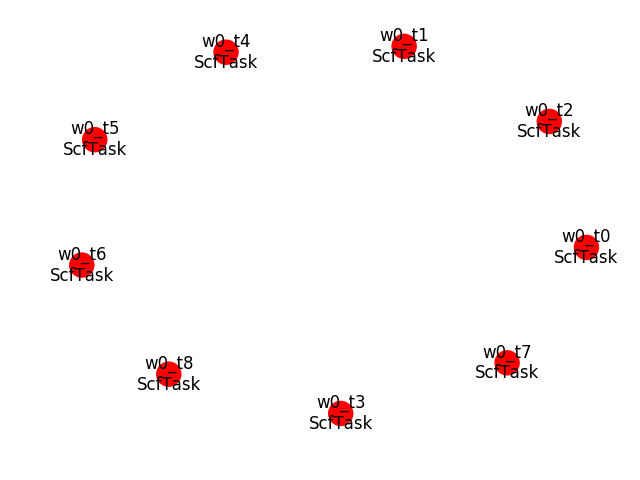 w0_t4
ScfTask
w0_t1
ScfTask
w0_t2
ScfTask
w0_t5
ScfTask
w0_t0
ScfTask
w0_t6
ScfTask
w0_t7
ScfTask
w0_t8
ScfTask
w0_t3
ScfTask